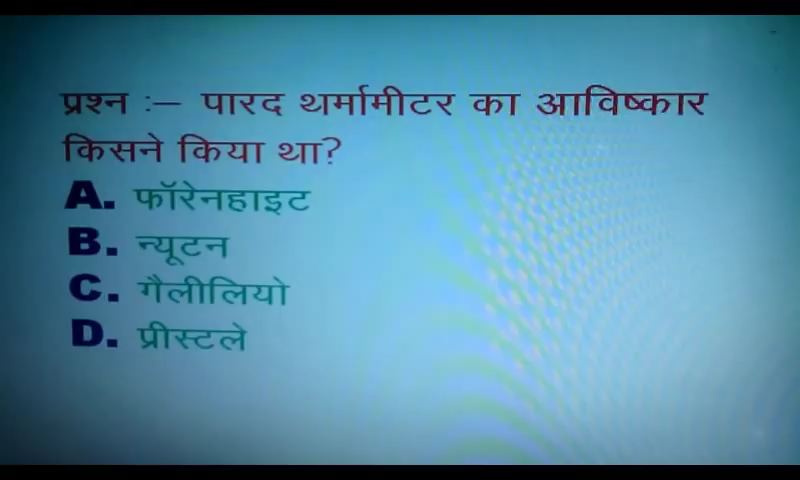 प्रश्न :– पारद थर्मामीटर का आविष्कार
किसने किया था?
A. फॉरेनहाइट
B. न्यूटन
C. गैलीलियो
D. प्रीस्टले